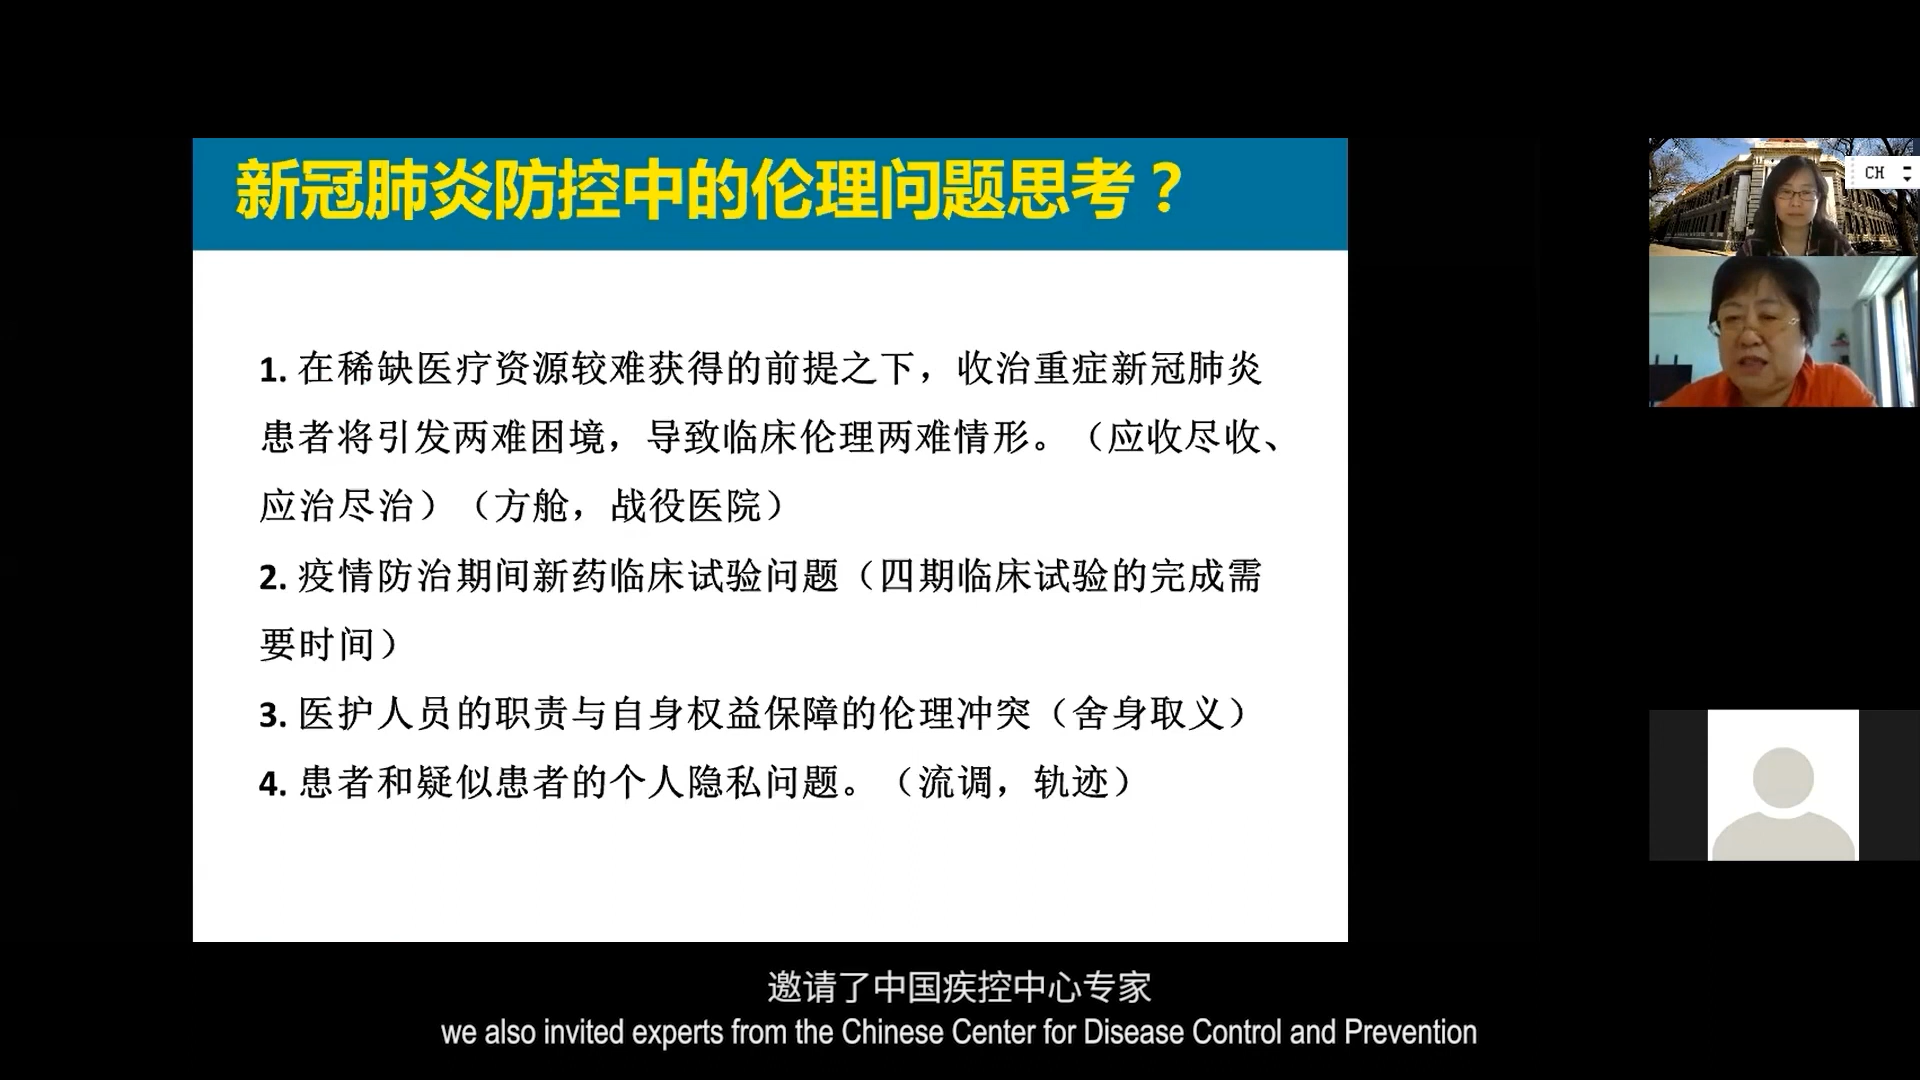 新冠肺炎防控中的伦理问题思考？
CH
1. 在稀缺医疗资源较难获得的前提之下，收治重症新冠肺炎
患者将引发两难困境，导致临床伦理两难情形。（应收尽收、
应治尽治）（方舱，战役医院）
2. 疫情防治期间新药临床试验问题（四期临床试验的完成需
要时间）
3. 医护人员的职责与自身权益保障的伦理冲突（舍身取义）
4. 患者和疑似患者的个人隐私问题。（流调，轨迹）
邀请了中国疾控中心专家
we also invited experts from the Chinese Center for Disease Control and Prevention